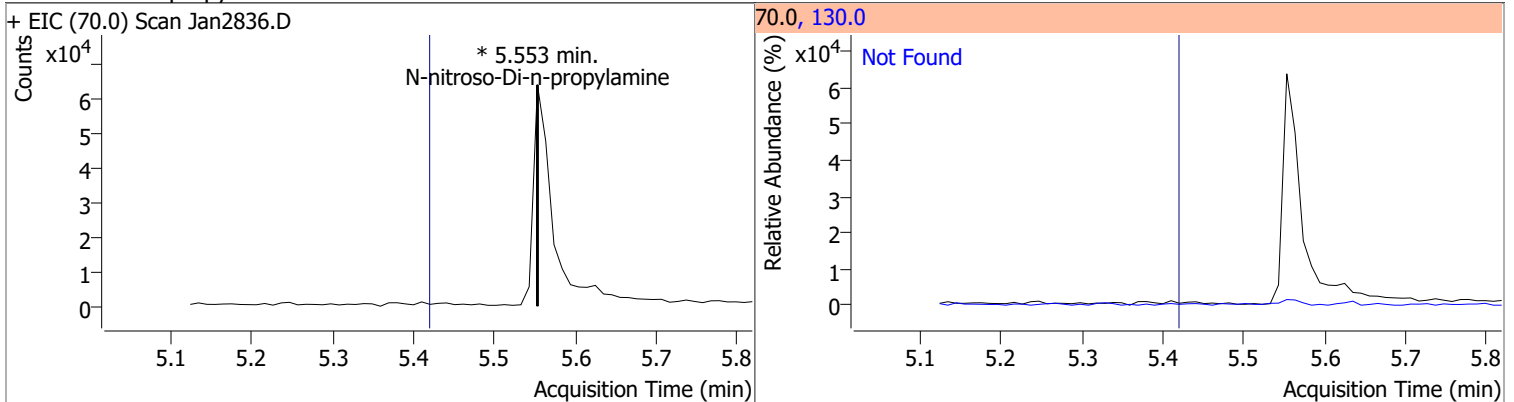 + EIC (70.0) Scan Jan2836.D
Counts
x10⁴
* 5.553 min.
N-nitroso-Di-n-propylamine
6
5
4
3
2
1
0
5.1 5.2 5.3 5.4 5.5 5.6 5.7 5.8
Acquisition Time (min)
70.0, 130.0
Relative Abundance (%)
x10⁴
Not Found
6
5
4
3
2
1
0
5.1 5.2 5.3 5.4 5.5 5.6 5.7 5.8
Acquisition Time (min)